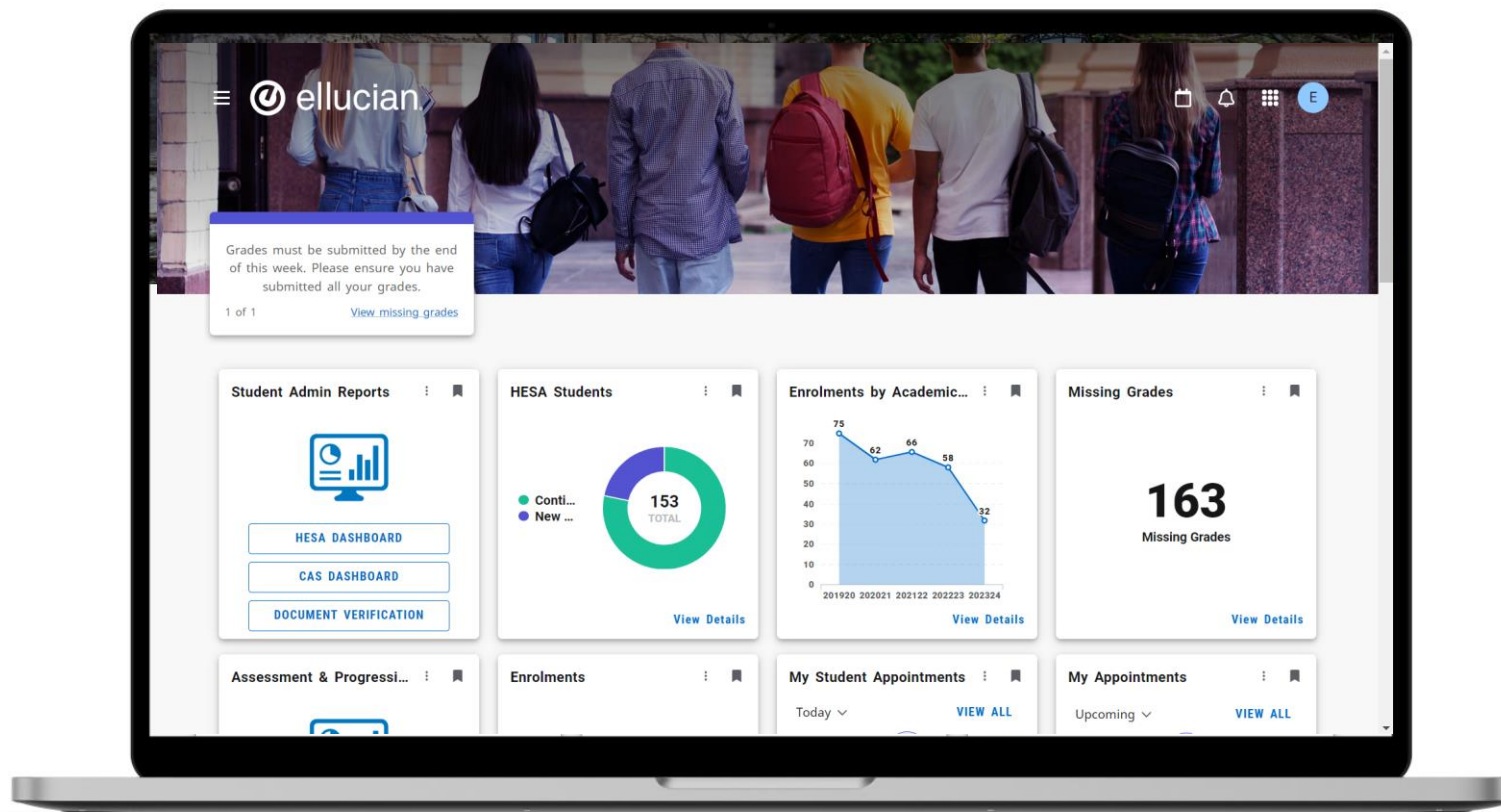 ellucian
E
Grades must be submitted by the end
of this week. Please ensure you have
submitted all your grades.
1 of 1
View missing grades
Student Admin Reports
HESA DASHBOARD
CAS DASHBOARD
DOCUMENT VERIFICATION
HESA Students
Conti...
New ...
153
TOTAL
View Details
Enrolments by Academic...
75
62
66
58
32
70
60
50
40
30
20
10
0
201920 202021 202122 202223 202324
View Details
Missing Grades
163
Missing Grades
View Details
Assessment & Progressi...
Enrolments
My Student Appointments
Today
VIEW ALL
My Appointments
Upcoming
VIEW ALL